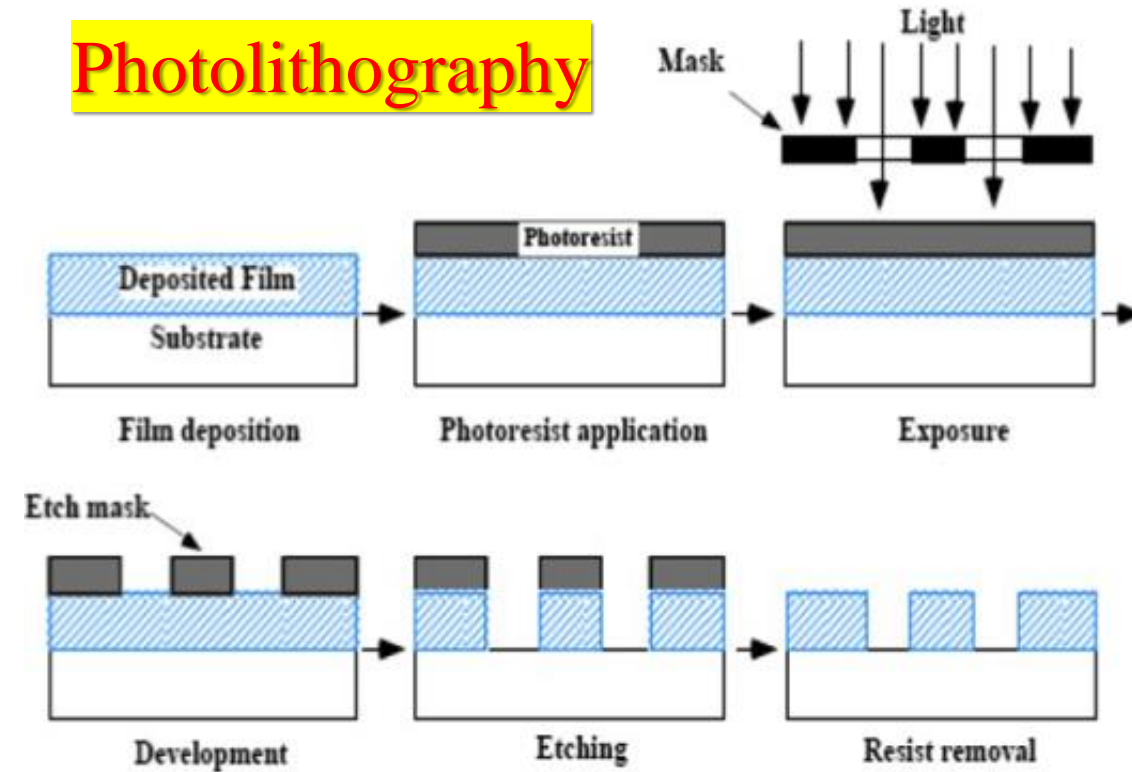 Photolithography
Light
Mask
Photoresist
Deposited Film
Substrate
Film deposition
Photoresist application
Exposure
Etch mask
Development
Etching
Resist removal